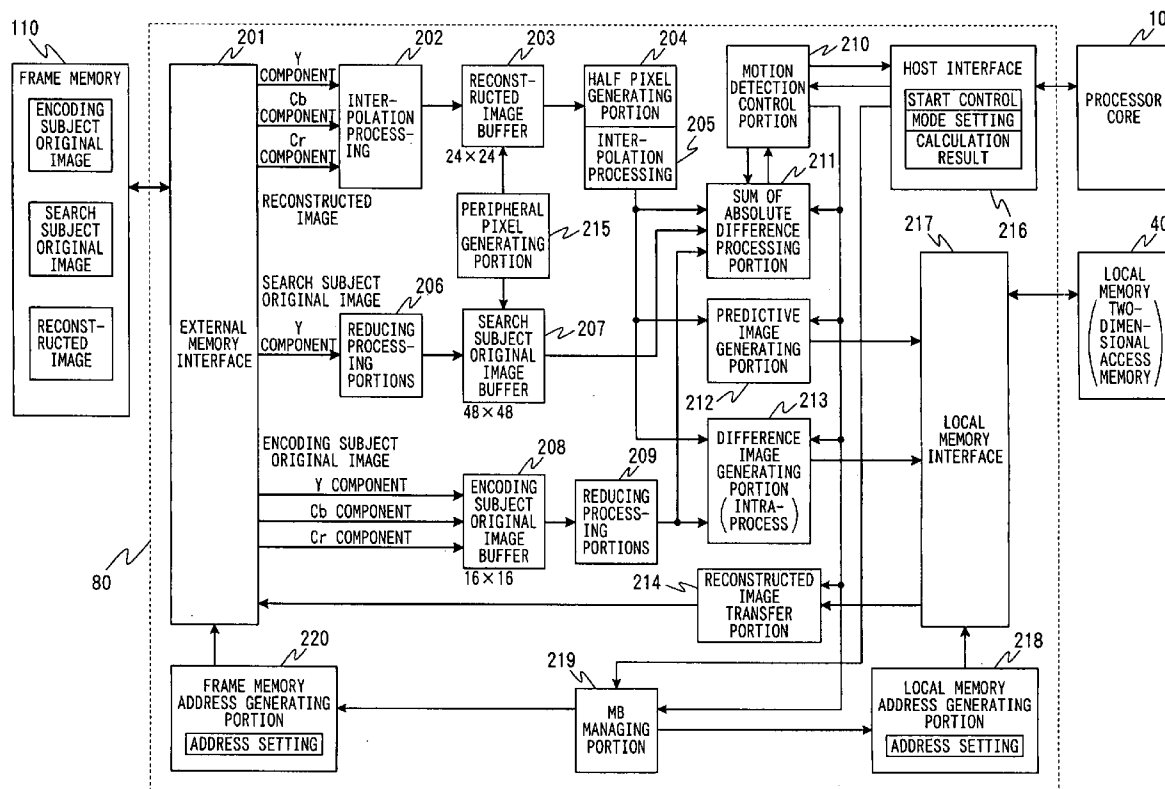 110
FRAME MEMORY
ENCODING
SUBJECT
ORIGINAL
IMAGE
SEARCH
SUBJECT
ORIGINAL
IMAGE
RECONST-
RUCTED
IMAGE
80
201
EXTERNAL
MEMORY
INTERFACE
Y
COMPONENT
Cb
COMPONENT
Cr
COMPONENT
RECONSTRUCTED
IMAGE
202
INTER-
POLATION
PROCESS-
ING
203
RECONST-
RUCTED
IMAGE
BUFFER
24×24
204
HALF PIXEL
GENERATING
PORTION
INTER-
POLATION
PROCESSING
205
PERIPHERAL
PIXEL
GENERATING
PORTION
215
SEARCH SUBJECT
ORIGINAL IMAGE
Y
COMPONENT
206
REDUCING
PROCESS-
ING
PORTIONS
207
SEARCH
SUBJECT
ORIGINAL
IMAGE
BUFFER
48×48
ENCODING SUBJECT
ORIGINAL IMAGE
Y COMPONENT
Cb COMPONENT
Cr COMPONENT
208
ENCODING
SUBJECT
ORIGINAL
IMAGE
BUFFER
16×16
209
REDUCING
PROCESS-
ING
PORTIONS
210
MOTION
DETECTION
CONTROL
PORTION
211
SUM OF
ABSOLUTE
DIFFERENCE
PROCESSING
PORTION
PREDICTIVE
IMAGE
GENERATING
PORTION
212
213
DIFFERENCE
IMAGE
GENERATING
PORTION
(INTRA-
PROCESS)
214
RECONSTRUCTED
IMAGE
TRANSFER
PORTION
HOST INTERFACE
START CONTROL
MODE SETTING
CALCULATION
RESULT
216
10
PROCESSOR
CORE
217
LOCAL
MEMORY
INTERFACE
40
LOCAL
MEMORY
(TWO-
DIMEN-
SIONAL
ACCESS
MEMORY)
220
FRAME MEMORY
ADDRESS GENERATING
PORTION
ADDRESS SETTING
219
MB
MANAGING
PORTION
218
LOCAL MEMORY
ADDRESS GENERATING
PORTION
ADDRESS SETTING